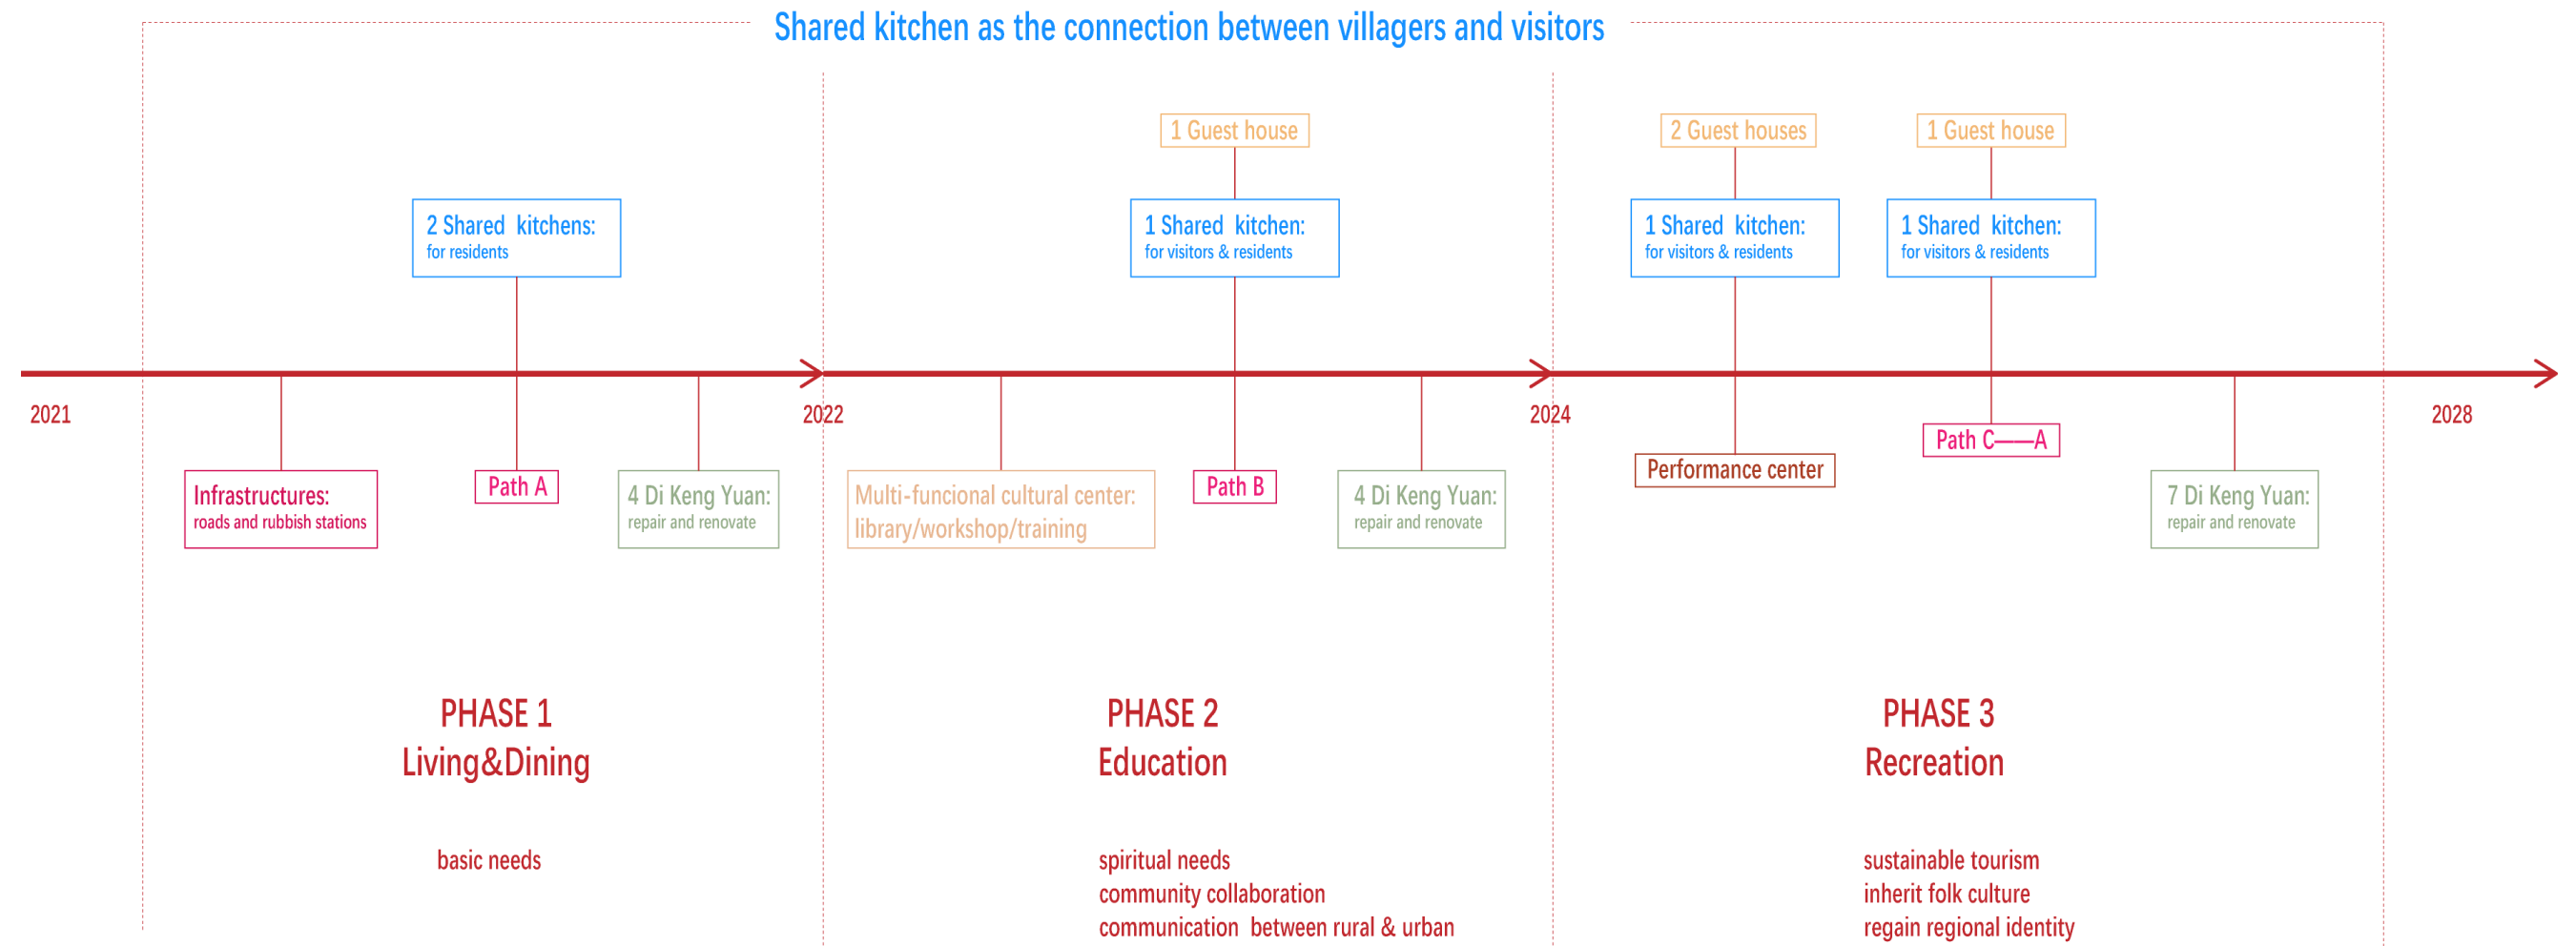 Shared kitchen as the connection between villagers and visitors
1 Guest house
2 Guest houses
1 Guest house
2 Shared kitchens:
for residents
1 Shared kitchen:
for visitors & residents
1 Shared kitchen:
for visitors & residents
1 Shared kitchen:
for visitors & residents
2021
2022
2024
2028
Infrastructures:
roads and rubbish stations
Path A
4 Di Keng Yuan:
repair and renovate
Multi-funcional cultural center:
library/workshop/training
Path B
4 Di Keng Yuan:
repair and renovate
Performance center
Path C——A
7 Di Keng Yuan:
repair and renovate
PHASE 1
Living&Dining
basic needs
PHASE 2
Education
spiritual needs
community collaboration
communication between rural & urban
PHASE 3
Recreation
sustainable tourism
inherit folk culture
regain regional identity